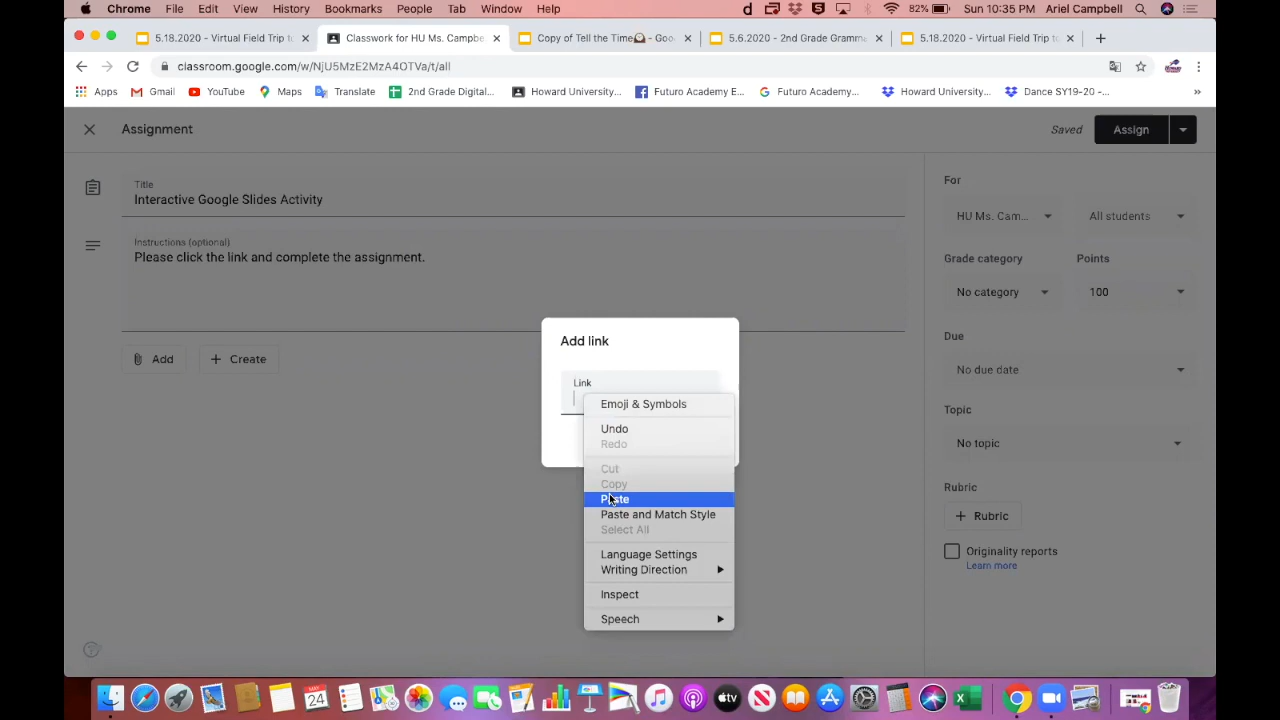 Chrome File Edit View History Bookmarks People Tab Window Help 82% Sun 10:35 PM Ariel Campbell
5.18.2020 - Virtual Field Trip to Classwork for HU Ms. Campbe Copy of Tell the Time🕰 - Goo 5.6.2020 - 2nd Grade Gramma 5.18.2020 - Virtual Field Trip to
classroom.google.com/w/NjU5MzE2MzA4OTVa/t/all
Apps Gmail YouTube Maps Translate 2nd Grade Digital... Howard University... Futuro Academy E... Futuro Academy... Howard University... Dance SY19-20 -... »
Assignment Saved Assign
Title
Interactive Google Slides Activity
Instructions (optional)
Please click the link and complete the assignment.
Add + Create
Add link
Link
Emoji & Symbols
Undo
Redo
Cut
Copy
Paste
Paste and Match Style
Select All
Language Settings
Writing Direction
Inspect
Speech
For
HU Ms. Cam... All students
Grade category Points
No category 100
Due
No due date
Topic
No topic
Rubric
+ Rubric
Originality reports
Learn more